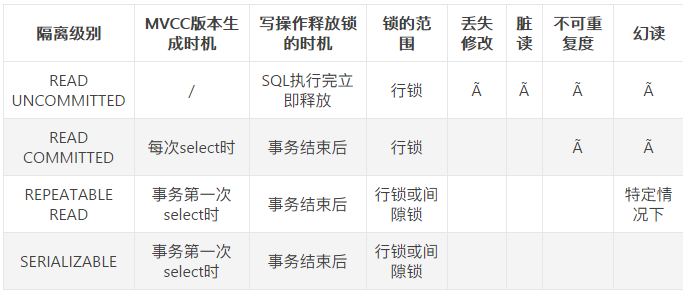 隔离级别 MVCC版本生成时机 写操作释放锁的时机 锁的范围 丢失修改 脏读 不可重复度 幻读
READ UNCOMMITTED / SQL执行完立即释放 行锁 Ã Ã Ã Ã
READ COMMITTED 每次select时 事务结束后 行锁 Ã Ã
REPEATABLE READ 事务第一次select时 事务结束后 行锁或间隙锁 特定情况下
SERIALIZABLE 事务第一次select时 事务结束后 行锁或间隙锁